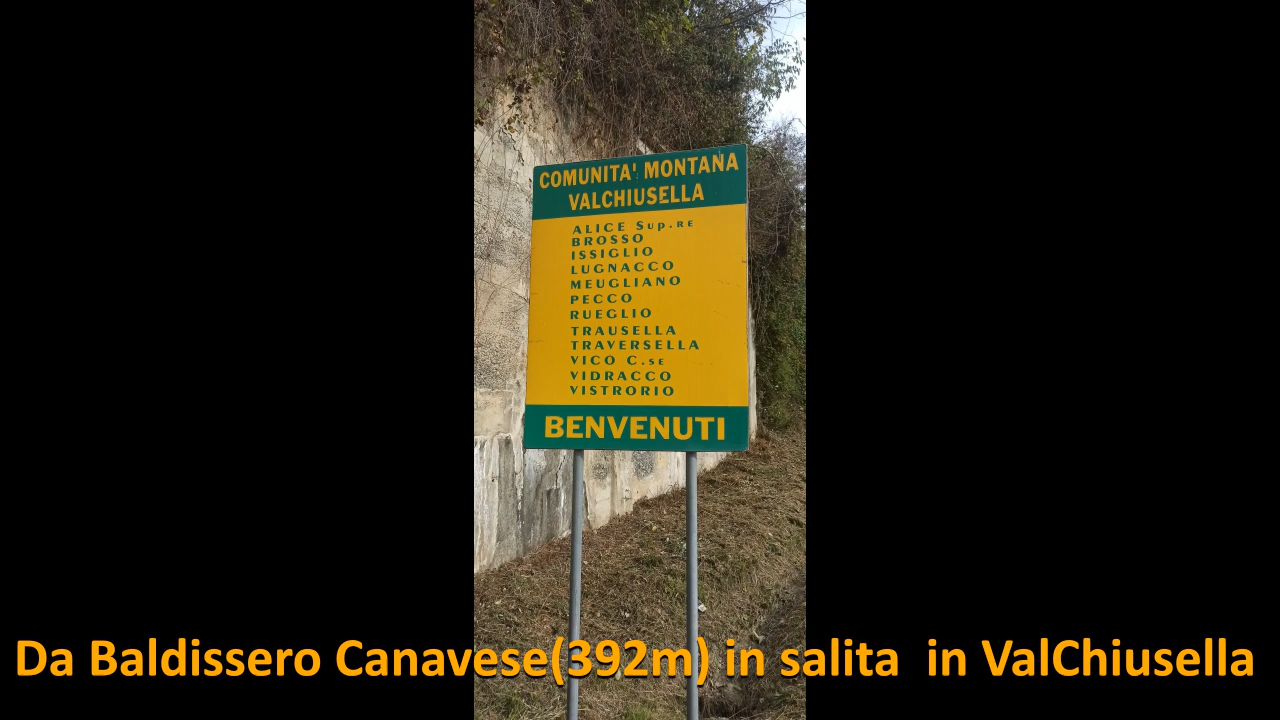 COMUNITA' MONTANA
VALCHIUSELLA
ALICE Sup.RE
BROSSO
ISSIGLIO
LUGNACCO
MEUGLIANO
PECCO
RUEGLIO
TRAUSELLA
TRAVERSELLA
VICO C.SE
VIDRACCO
VISTRORIO
BENVENUTI
Da Baldissero Canavese(392m) in salita in ValChiusella